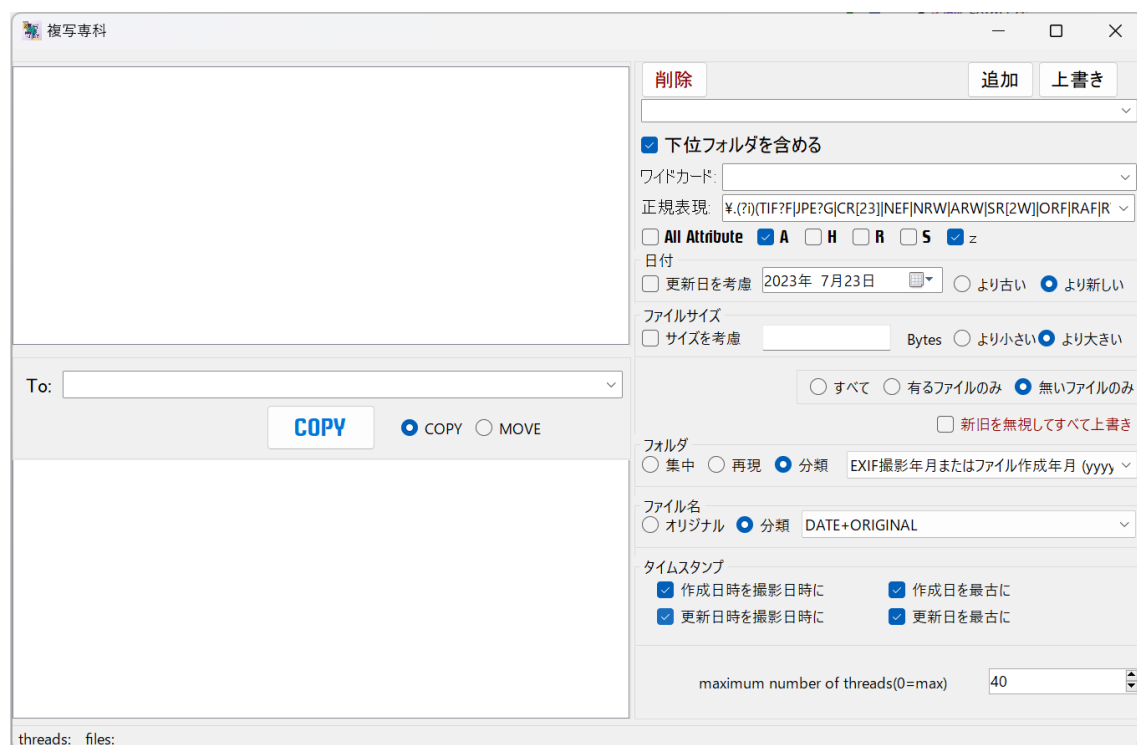 複写専科
削除 追加 上書き
下位フォルダを含める
ワイドカード:
正規表現: ¥.(?i)(TIF?F|JPE?G|CR[23]|NEF|NRW|ARW|SR[2W]|ORF|RAF|R
All Attribute A H R S z
日付
更新日を考慮 2023年 7月23日 より古い より新しい
ファイルサイズ
サイズを考慮 Bytes より小さい より大きい
To:
すべて 有るファイルのみ 無いファイルのみ
COPY COPY MOVE
新旧を無視してすべて上書き
フォルダ
集中 再現 分類 EXIF撮影年月またはファイル作成年月 (yyyy
ファイル名
オリジナル 分類 DATE+ORIGINAL
タイムスタンプ
作成日時を撮影日時に 作成日を最古に
更新日時を撮影日時に 更新日を最古に
maximum number of threads(0=max) 40
threads: files: